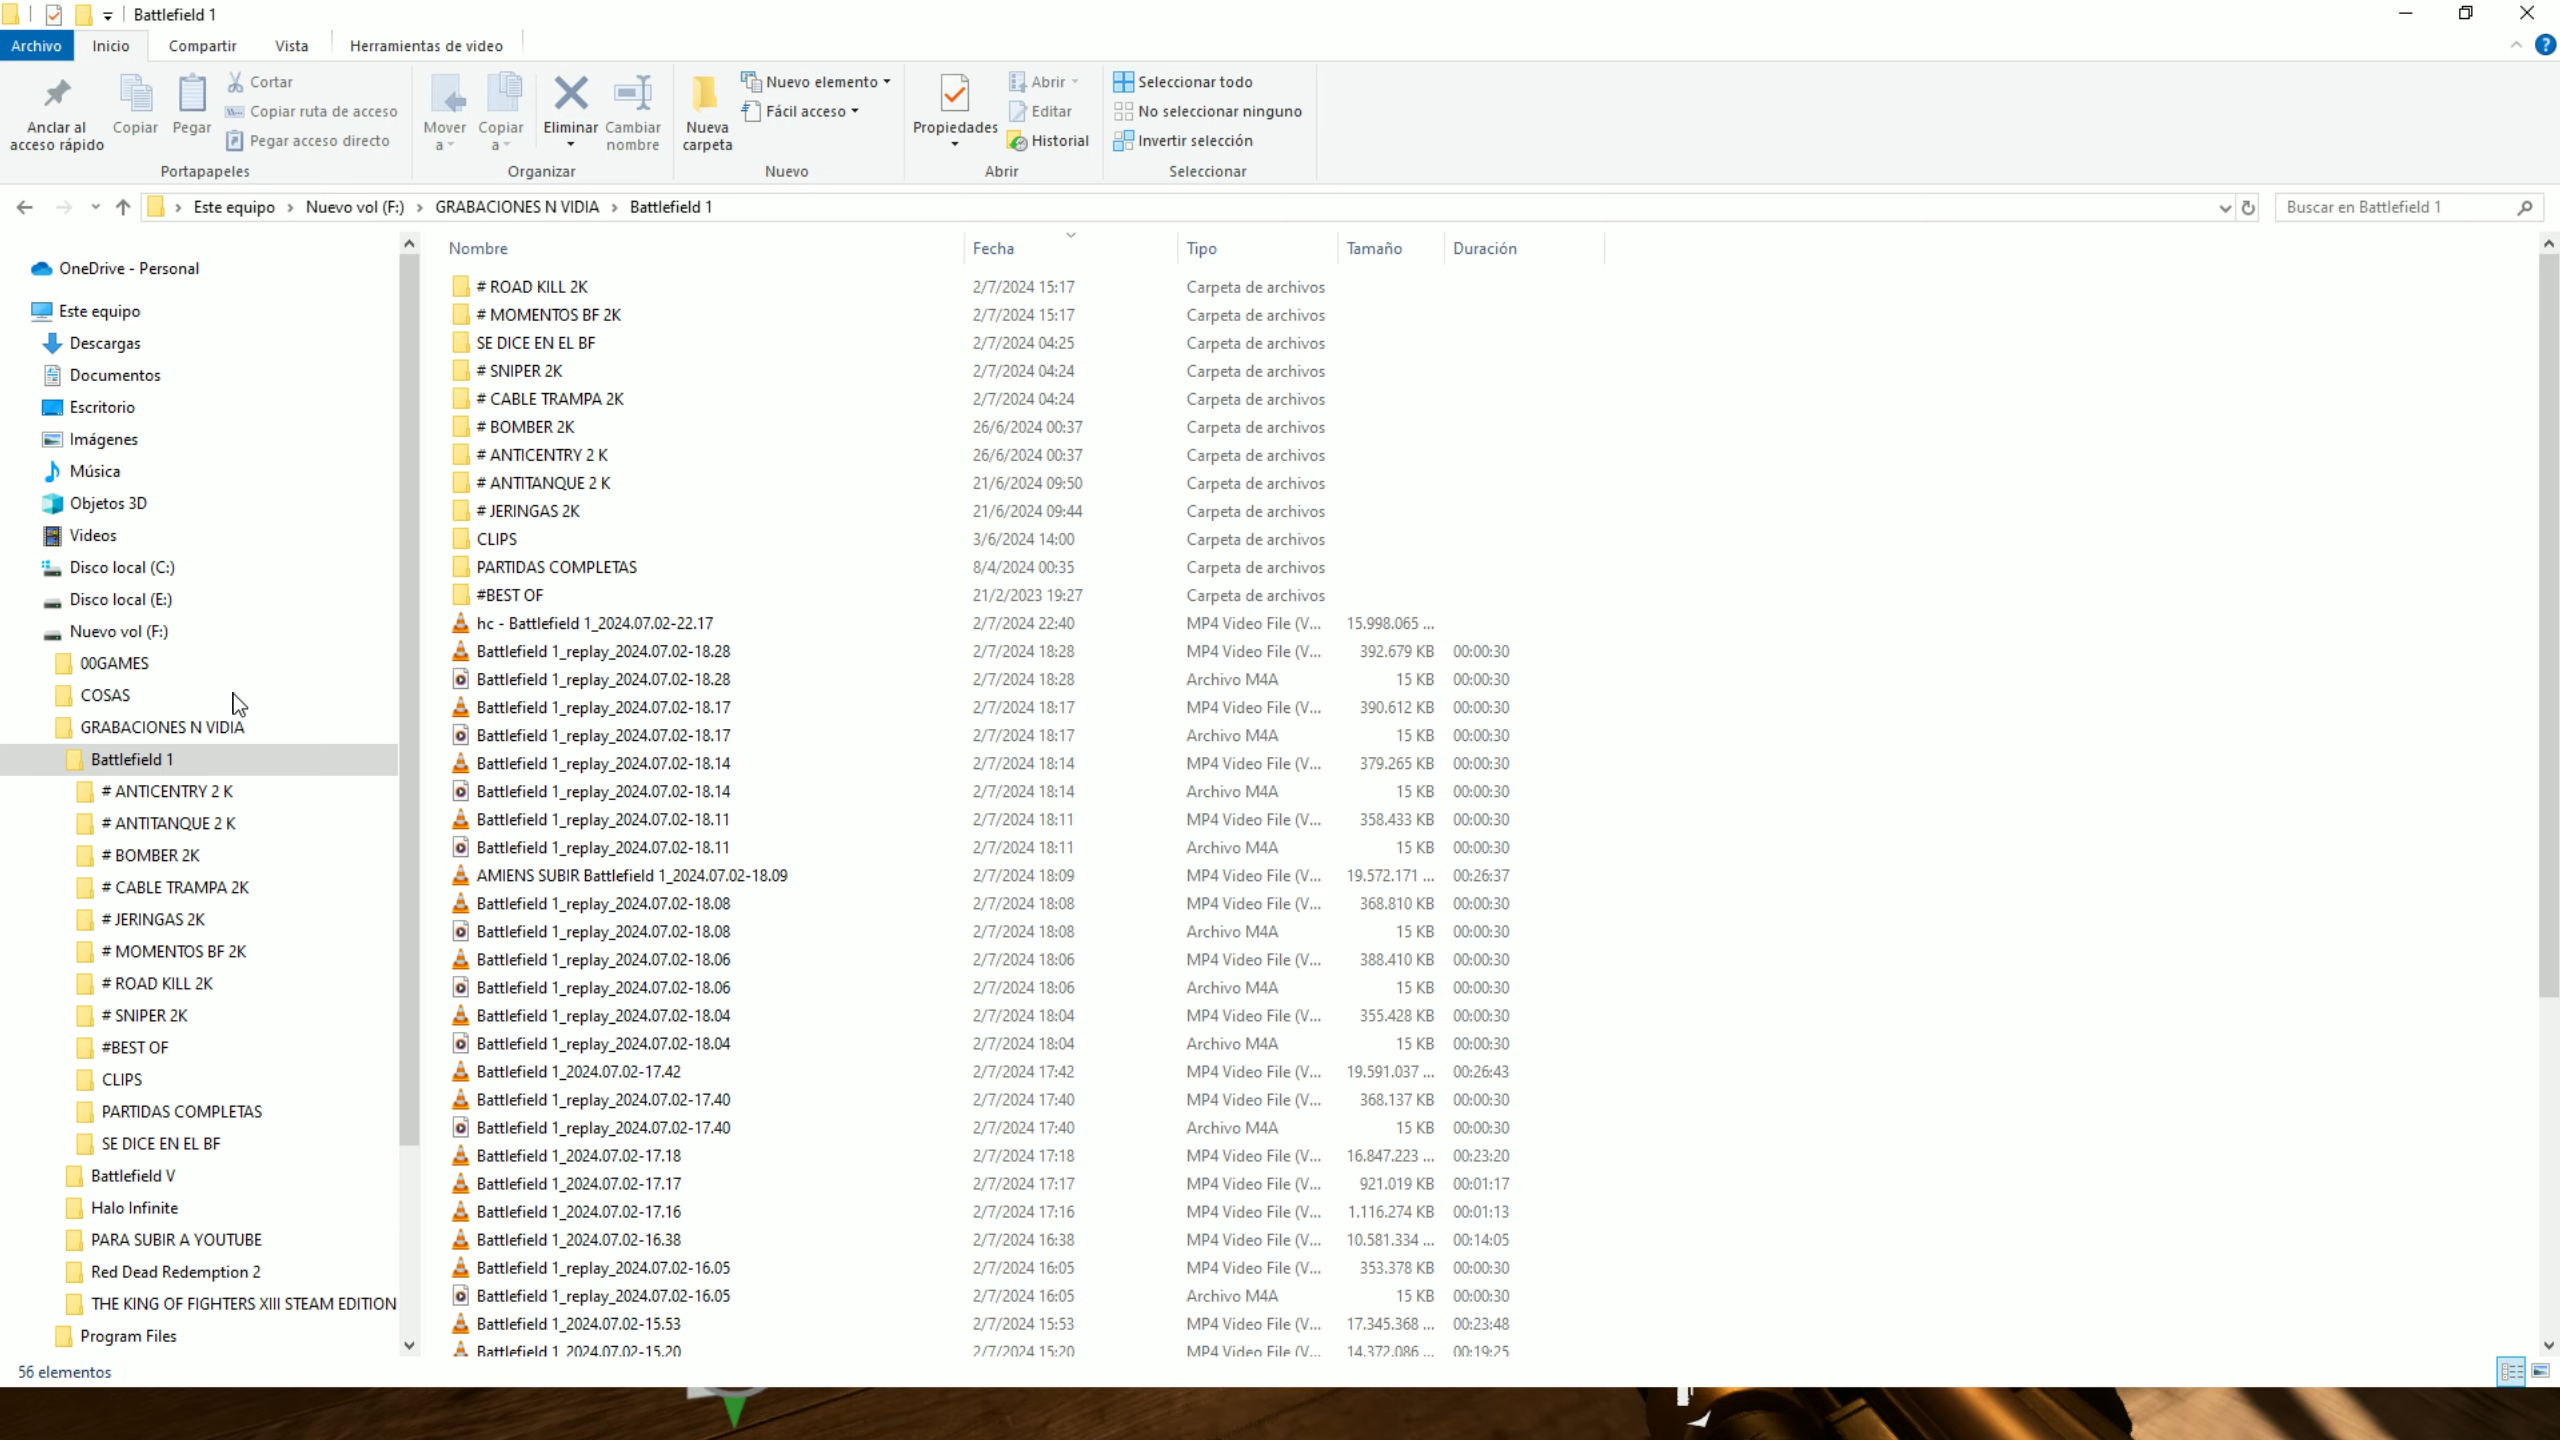 Battlefield 1
Archivo Inicio Compartir Vista Herramientas de video
Anclar al acceso rápido
Copiar
Pegar
Cortar
Copiar ruta de acceso
Pegar acceso directo
Portapapeles
Mover a
Copiar a
Eliminar
Cambiar nombre
Organizar
Nueva carpeta
Nuevo elemento
Fácil acceso
Nuevo
Propiedades
Abrir
Editar
Historial
Abrir
Seleccionar todo
No seleccionar ninguno
Invertir selección
Seleccionar
Este equipo > Nuevo vol (F:) > GRABACIONES N VIDIA > Battlefield 1
Buscar en Battlefield 1
OneDrive - Personal
Este equipo
Descargas
Documentos
Escritorio
Imágenes
Música
Objetos 3D
Videos
Disco local (C:)
Disco local (E:)
Nuevo vol (F:)
00GAMES
COSAS
GRABACIONES N VIDIA
Battlefield 1
# ANTICENTRY 2 K
# ANTITANQUE 2 K
# BOMBER 2K
# CABLE TRAMPA 2K
# JERINGAS 2K
# MOMENTOS BF 2K
# ROAD KILL 2K
# SNIPER 2K
#BEST OF
CLIPS
PARTIDAS COMPLETAS
SE DICE EN EL BF
Battlefield V
Halo Infinite
PARA SUBIR A YOUTUBE
Red Dead Redemption 2
THE KING OF FIGHTERS XIII STEAM EDITION
Program Files
Nombre Fecha Tipo Tamaño Duración
# ROAD KILL 2K 2/7/2024 15:17 Carpeta de archivos
# MOMENTOS BF 2K 2/7/2024 15:17 Carpeta de archivos
SE DICE EN EL BF 2/7/2024 04:25 Carpeta de archivos
# SNIPER 2K 2/7/2024 04:24 Carpeta de archivos
# CABLE TRAMPA 2K 2/7/2024 04:24 Carpeta de archivos
# BOMBER 2K 26/6/2024 00:37 Carpeta de archivos
# ANTICENTRY 2 K 26/6/2024 00:37 Carpeta de archivos
# ANTITANQUE 2 K 21/6/2024 09:50 Carpeta de archivos
# JERINGAS 2K 21/6/2024 09:44 Carpeta de archivos
CLIPS 3/6/2024 14:00 Carpeta de archivos
PARTIDAS COMPLETAS 8/4/2024 00:35 Carpeta de archivos
#BEST OF 21/2/2023 19:27 Carpeta de archivos
hc - Battlefield 1_2024.07.02-22.17 2/7/2024 22:40 MP4 Video File (V... 15.998.065 ...
Battlefield 1_replay_2024.07.02-18.28 2/7/2024 18:28 MP4 Video File (V... 392.679 KB 00:00:30
Battlefield 1_replay_2024.07.02-18.28 2/7/2024 18:28 Archivo M4A 15 KB 00:00:30
Battlefield 1_replay_2024.07.02-18.17 2/7/2024 18:17 MP4 Video File (V... 390.612 KB 00:00:30
Battlefield 1_replay_2024.07.02-18.17 2/7/2024 18:17 Archivo M4A 15 KB 00:00:30
Battlefield 1_replay_2024.07.02-18.14 2/7/2024 18:14 MP4 Video File (V... 379.265 KB 00:00:30
Battlefield 1_replay_2024.07.02-18.14 2/7/2024 18:14 Archivo M4A 15 KB 00:00:30
Battlefield 1_replay_2024.07.02-18.11 2/7/2024 18:11 MP4 Video File (V... 358.433 KB 00:00:30
Battlefield 1_replay_2024.07.02-18.11 2/7/2024 18:11 Archivo M4A 15 KB 00:00:30
AMIENS SUBIR Battlefield 1_2024.07.02-18.09 2/7/2024 18:09 MP4 Video File (V... 19.572.171 ... 00:26:37
Battlefield 1_replay_2024.07.02-18.08 2/7/2024 18:08 MP4 Video File (V... 368.810 KB 00:00:30
Battlefield 1_replay_2024.07.02-18.08 2/7/2024 18:08 Archivo M4A 15 KB 00:00:30
Battlefield 1_replay_2024.07.02-18.06 2/7/2024 18:06 MP4 Video File (V... 388.410 KB 00:00:30
Battlefield 1_replay_2024.07.02-18.06 2/7/2024 18:06 Archivo M4A 15 KB 00:00:30
Battlefield 1_replay_2024.07.02-18.04 2/7/2024 18:04 MP4 Video File (V... 355.428 KB 00:00:30
Battlefield 1_replay_2024.07.02-18.04 2/7/2024 18:04 Archivo M4A 15 KB 00:00:30
Battlefield 1_2024.07.02-17.42 2/7/2024 17:42 MP4 Video File (V... 19.591.037 ... 00:26:43
Battlefield 1_replay_2024.07.02-17.40 2/7/2024 17:40 MP4 Video File (V... 368.137 KB 00:00:30
Battlefield 1_replay_2024.07.02-17.40 2/7/2024 17:40 Archivo M4A 15 KB 00:00:30
Battlefield 1_2024.07.02-17.18 2/7/2024 17:18 MP4 Video File (V... 16.847.223 ... 00:23:20
Battlefield 1_2024.07.02-17.17 2/7/2024 17:17 MP4 Video File (V... 921.019 KB 00:01:17
Battlefield 1_2024.07.02-17.16 2/7/2024 17:16 MP4 Video File (V... 1.116.274 KB 00:01:13
Battlefield 1_2024.07.02-16.38 2/7/2024 16:38 MP4 Video File (V... 10.581.334 ... 00:14:05
Battlefield 1_replay_2024.07.02-16.05 2/7/2024 16:05 MP4 Video File (V... 353.378 KB 00:00:30
Battlefield 1_replay_2024.07.02-16.05 2/7/2024 16:05 Archivo M4A 15 KB 00:00:30
Battlefield 1_2024.07.02-15.53 2/7/2024 15:53 MP4 Video File (V... 17.345.368 ... 00:23:48
Battlefield 1_2024.07.02-15.20 2/7/2024 15:20 MP4 Video File (V... 14.372.086 ... 00:19:25
56 elementos